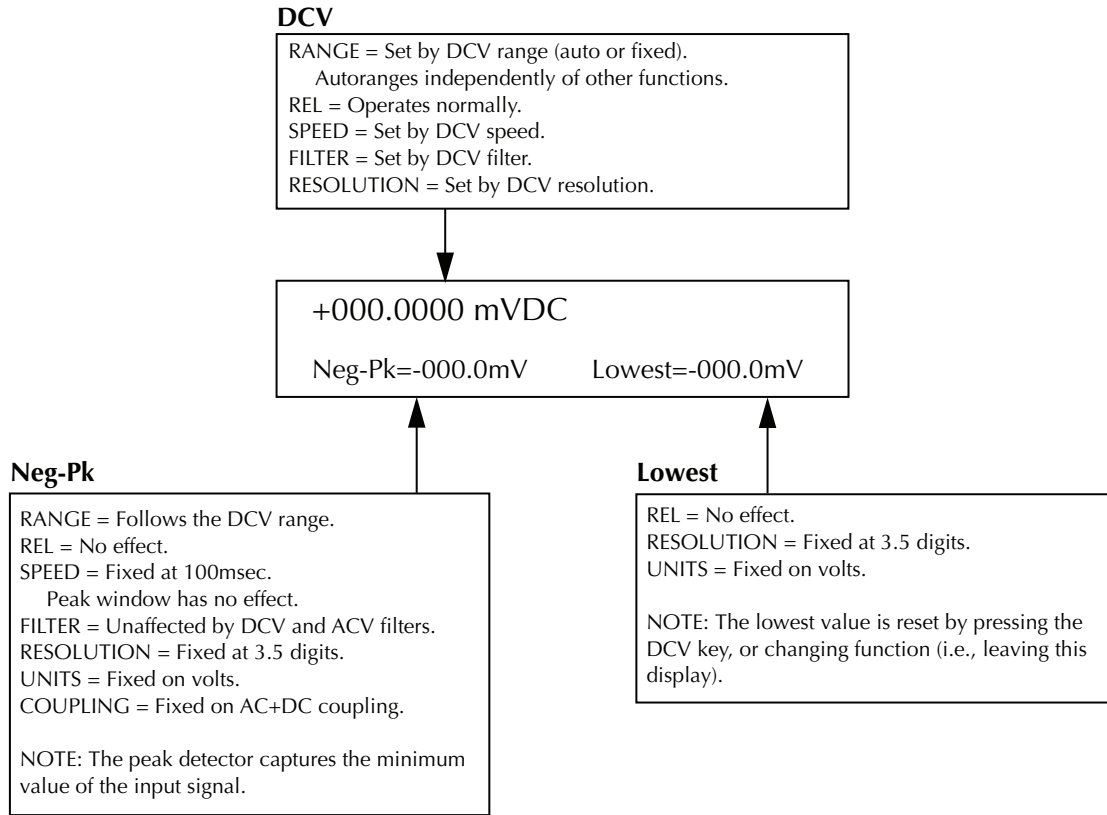 DCV
RANGE = Set by DCV range (auto or fixed).
Autoranges independently of other functions.
REL = Operates normally.
SPEED = Set by DCV speed.
FILTER = Set by DCV filter.
RESOLUTION = Set by DCV resolution.
+000.0000 mVDC
Neg-Pk=-000.0mV Lowest=-000.0mV
Neg-Pk
RANGE = Follows the DCV range.
REL = No effect.
SPEED = Fixed at 100msec.
Peak window has no effect.
FILTER = Unaffected by DCV and ACV filters.
RESOLUTION = Fixed at 3.5 digits.
UNITS = Fixed on volts.
COUPLING = Fixed on AC+DC coupling.
NOTE: The peak detector captures the minimum
value of the input signal.
Lowest
REL = No effect.
RESOLUTION = Fixed at 3.5 digits.
UNITS = Fixed on volts.
NOTE: The lowest value is reset by pressing the
DCV key, or changing function (i.e., leaving this
display).